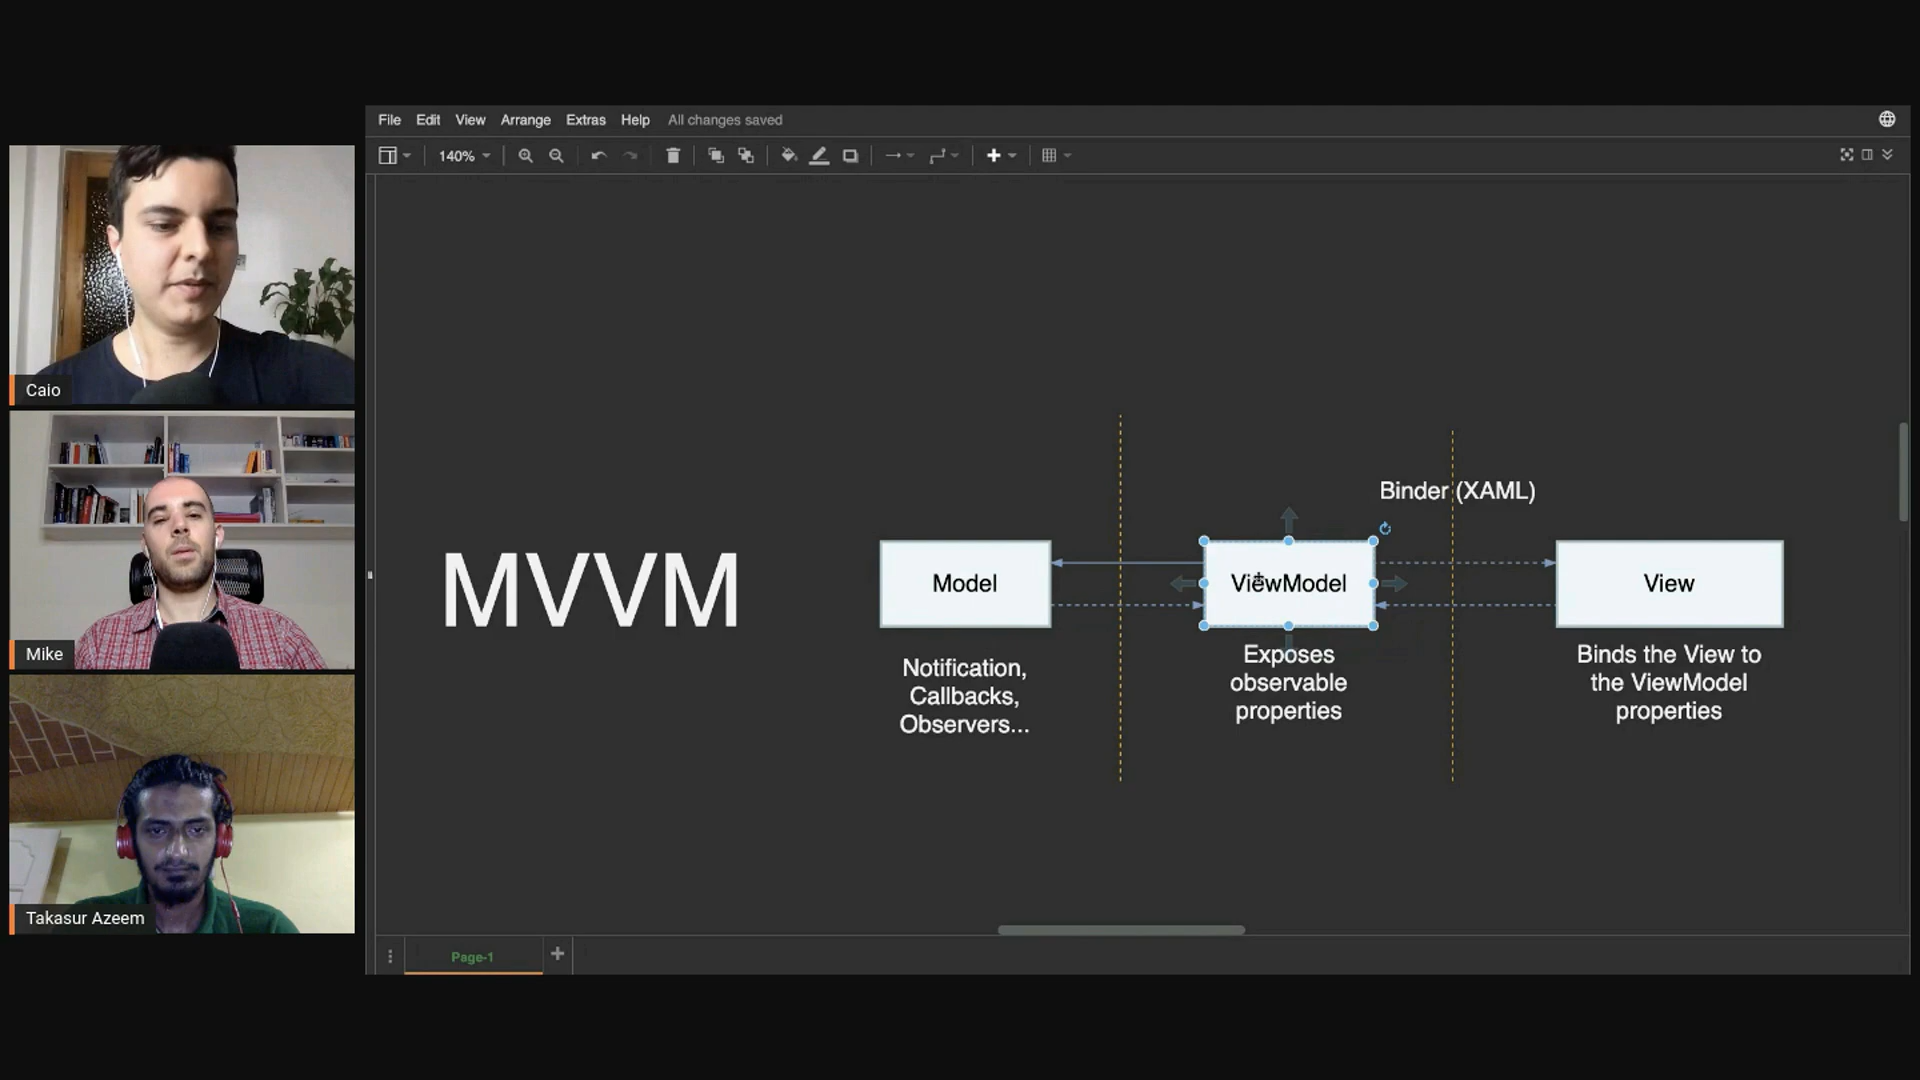 File Edit View Arrange Extras Help All changes saved
140%
Caio
Mike
Takasur Azeem
MVVM
Binder (XAML)
Model
ViewModel
View
Notification,
Callbacks,
Observers...
Exposes
observable
properties
Binds the View to
the ViewModel
properties
Page-1